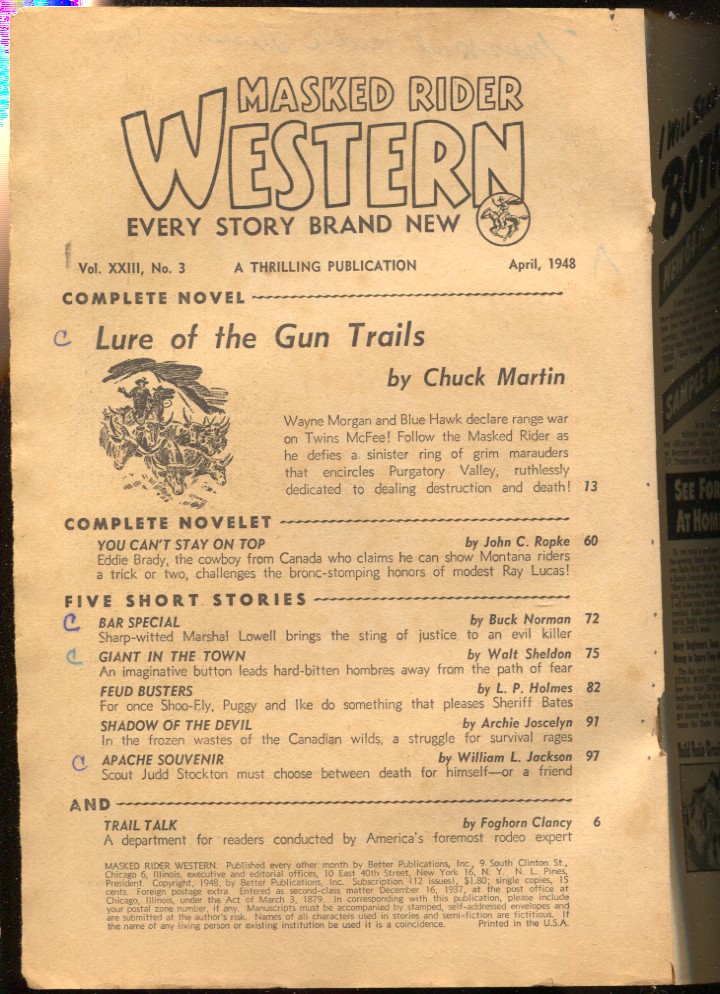 MASKED RIDER
WESTERN
EVERY STORY BRAND NEW
Vol. XXIII, No. 3 A THRILLING PUBLICATION April, 1948
COMPLETE NOVEL
C Lure of the Gun Trails
by Chuck Martin
Wayne Morgan and Blue Hawk declare range war
on Twins McFee! Follow the Masked Rider as
he defies a sinister ring of grim marauders
that encircles Purgatory Valley, ruthlessly
dedicated to dealing destruction and death! 13
COMPLETE NOVELET
YOU CAN'T STAY ON TOP by John C. Ropke 60
Eddie Brady, the cowboy from Canada who claims he can show Montana riders
a trick or two, challenges the bronc-stomping honors of modest Ray Lucas!
FIVE SHORT STORIES
C BAR SPECIAL by Buck Norman 72
Sharp-witted Marshal Lowell brings the sting of justice to an evil killer
C GIANT IN THE TOWN by Walt Sheldon 75
An imaginative button leads hard-bitten hombres away from the path of fear
FEUD BUSTERS by L. P. Holmes 82
For once Shoo-Fly, Puggy and Ike do something that pleases Sheriff Bates
SHADOW OF THE DEVIL by Archie Joscelyn 91
In the frozen wastes of the Canadian wilds, a struggle for survival rages
C APACHE SOUVENIR by William L. Jackson 97
Scout Judd Stockton must choose between death for himself—or a friend
AND
TRAIL TALK by Foghorn Clancy 6
A department for readers conducted by America's foremost rodeo expert
MASKED RIDER WESTERN. Published every other month by Better Publications, Inc., 9 South Clinton St.,
Chicago 6, Illinois, executive and editorial offices, 10 East 40th Street, New York 16, N. Y. N. L. Pines,
President. Copyright, 1948, by Better Publications, Inc. Subscription (12 issues), $1.80; single copies, 15
cents. Foreign postage extra. Entered as second-class matter December 16, 1937, at the post office at
Chicago, Illinois, under the Act of March 3, 1879. In corresponding with this publication, please include
your postal zone number, if any. Manuscripts must be accompanied by stamped, self-addressed envelopes and
are submitted at the author's risk. Names of all characters used in stories and semi-fiction are fictitious. If
the name of any living person or existing institution be used it is a coincidence. Printed in the U.S.A.
I WILL
BOT
SAMPLE
SEE FO
AT HO